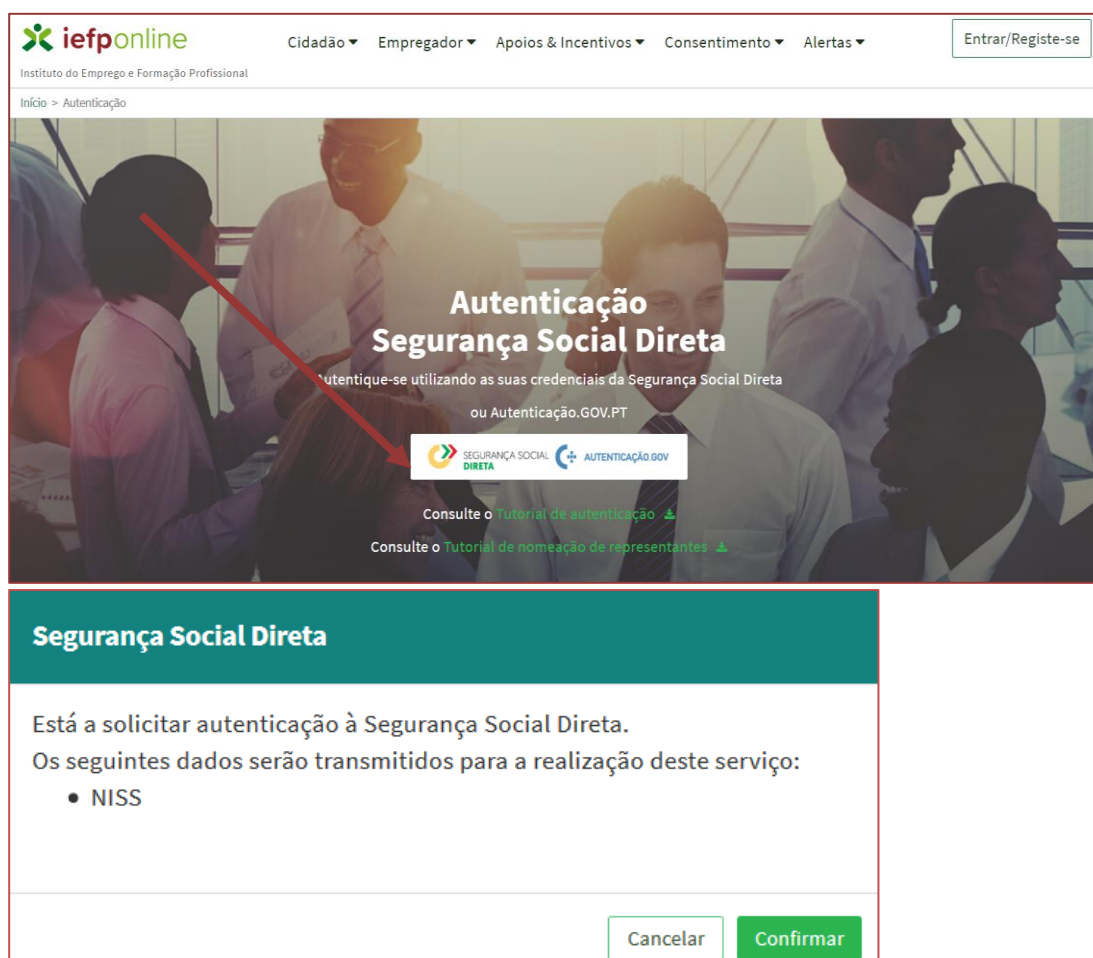 iefponline
Cidadão Empregador Apoios & Incentivos Consentimento Alertas Entrar/Registe-se
Instituto do Emprego e Formação Profissional
Início > Autenticação
Autenticação
Segurança Social Direta
Autentique-se utilizando as suas credenciais da Segurança Social Direta
ou Autenticação.GOV.PT
SEGURANÇA SOCIAL DIRETA AUTENTICAÇÃO.GOV
Consulte o Tutorial de autenticação
Consulte o Tutorial de nomeação de representantes
Segurança Social Direta
Está a solicitar autenticação à Segurança Social Direta.
Os seguintes dados serão transmitidos para a realização deste serviço:
• NISS
Cancelar Confirmar